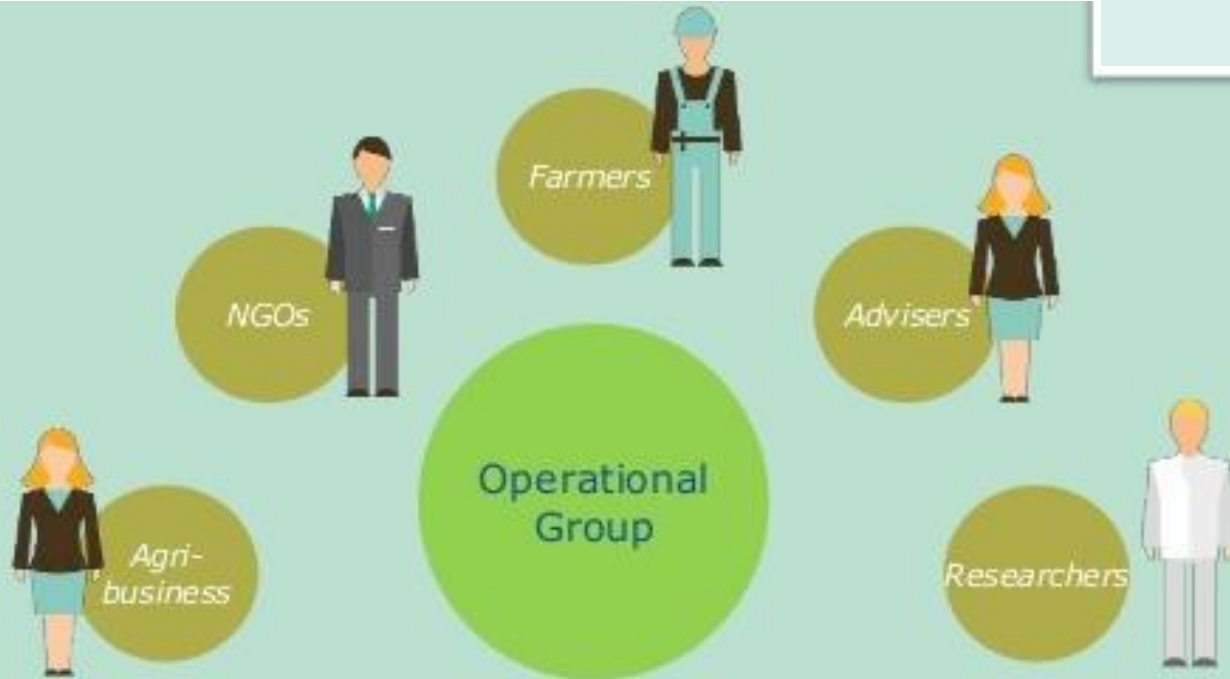 Farmers
NGOs
Advisers
Operational
Group
Agri-
business
Researchers